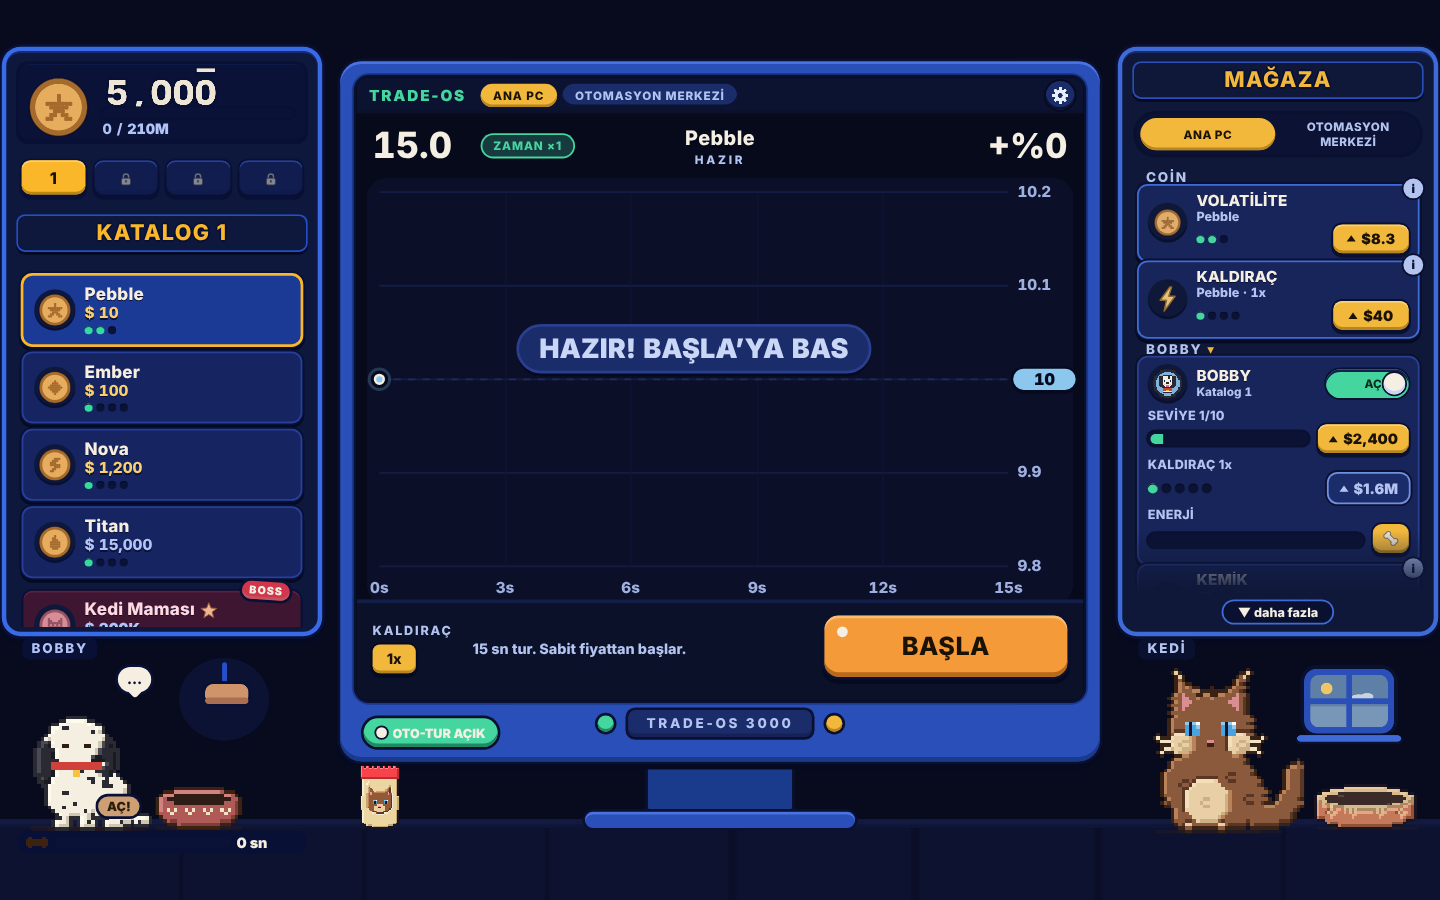 5,000
0 / 210M
1
KATALOG 1
Pebble
$ 10
Ember
$ 100
Nova
$ 1,200
Titan
$ 15,000
BOSS
Kedi Maması
BOBBY
...
AÇ!
0 sn
TRADE-OS
ANA PC
OTOMASYON MERKEZİ
15.0
ZAMAN ×1
Pebble
HAZIR
+%0
10.2
10.1
HAZIR! BAŞLA’YA BAS
10
9.9
9.8
0s
3s
6s
9s
12s
15s
KALDIRAÇ
1x
15 sn tur. Sabit fiyattan başlar.
BAŞLA
OTO-TUR AÇIK
TRADE-OS 3000
MAĞAZA
ANA PC
OTOMASYON
MERKEZİ
COİN
i
VOLATİLİTE
Pebble
$8.3
i
KALDIRAÇ
Pebble · 1x
$40
BOBBY ▼
BOBBY
Katalog 1
SEVİYE 1/10
$2,400
KALDIRAÇ 1x
$1.6M
ENERJİ
i
KEMİK
▼ daha fazla
KEDİ